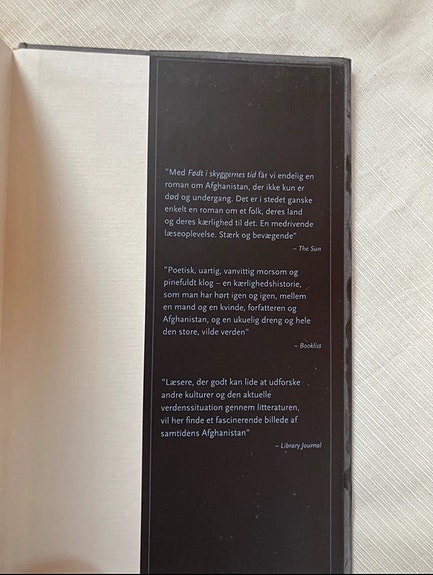 "Med Født i skyggernes tid får vi endelig en
roman om Afghanistan, der ikke kun er
død og undergang. Det er i stedet ganske
enkelt en roman om et folk, deres land
og deres kærlighed til det. En medrivende
læseoplevelse. Stærk og bevægende"
– The Sun
"Poetisk, uartig, vanvittig morsom og
pinefuldt klog – en kærlighedshistorie,
som man har hørt igen og igen, mellem
en mand og en kvinde, forfatteren og
Afghanistan, og en ukuelig dreng og hele
den store, vilde verden"
– Booklist
"Læsere, der godt kan lide at udforske
andre kulturer og den aktuelle
verdenssituation gennem litteraturen,
vil her finde et fascinerende billede af
samtidens Afghanistan"
– Library Journal